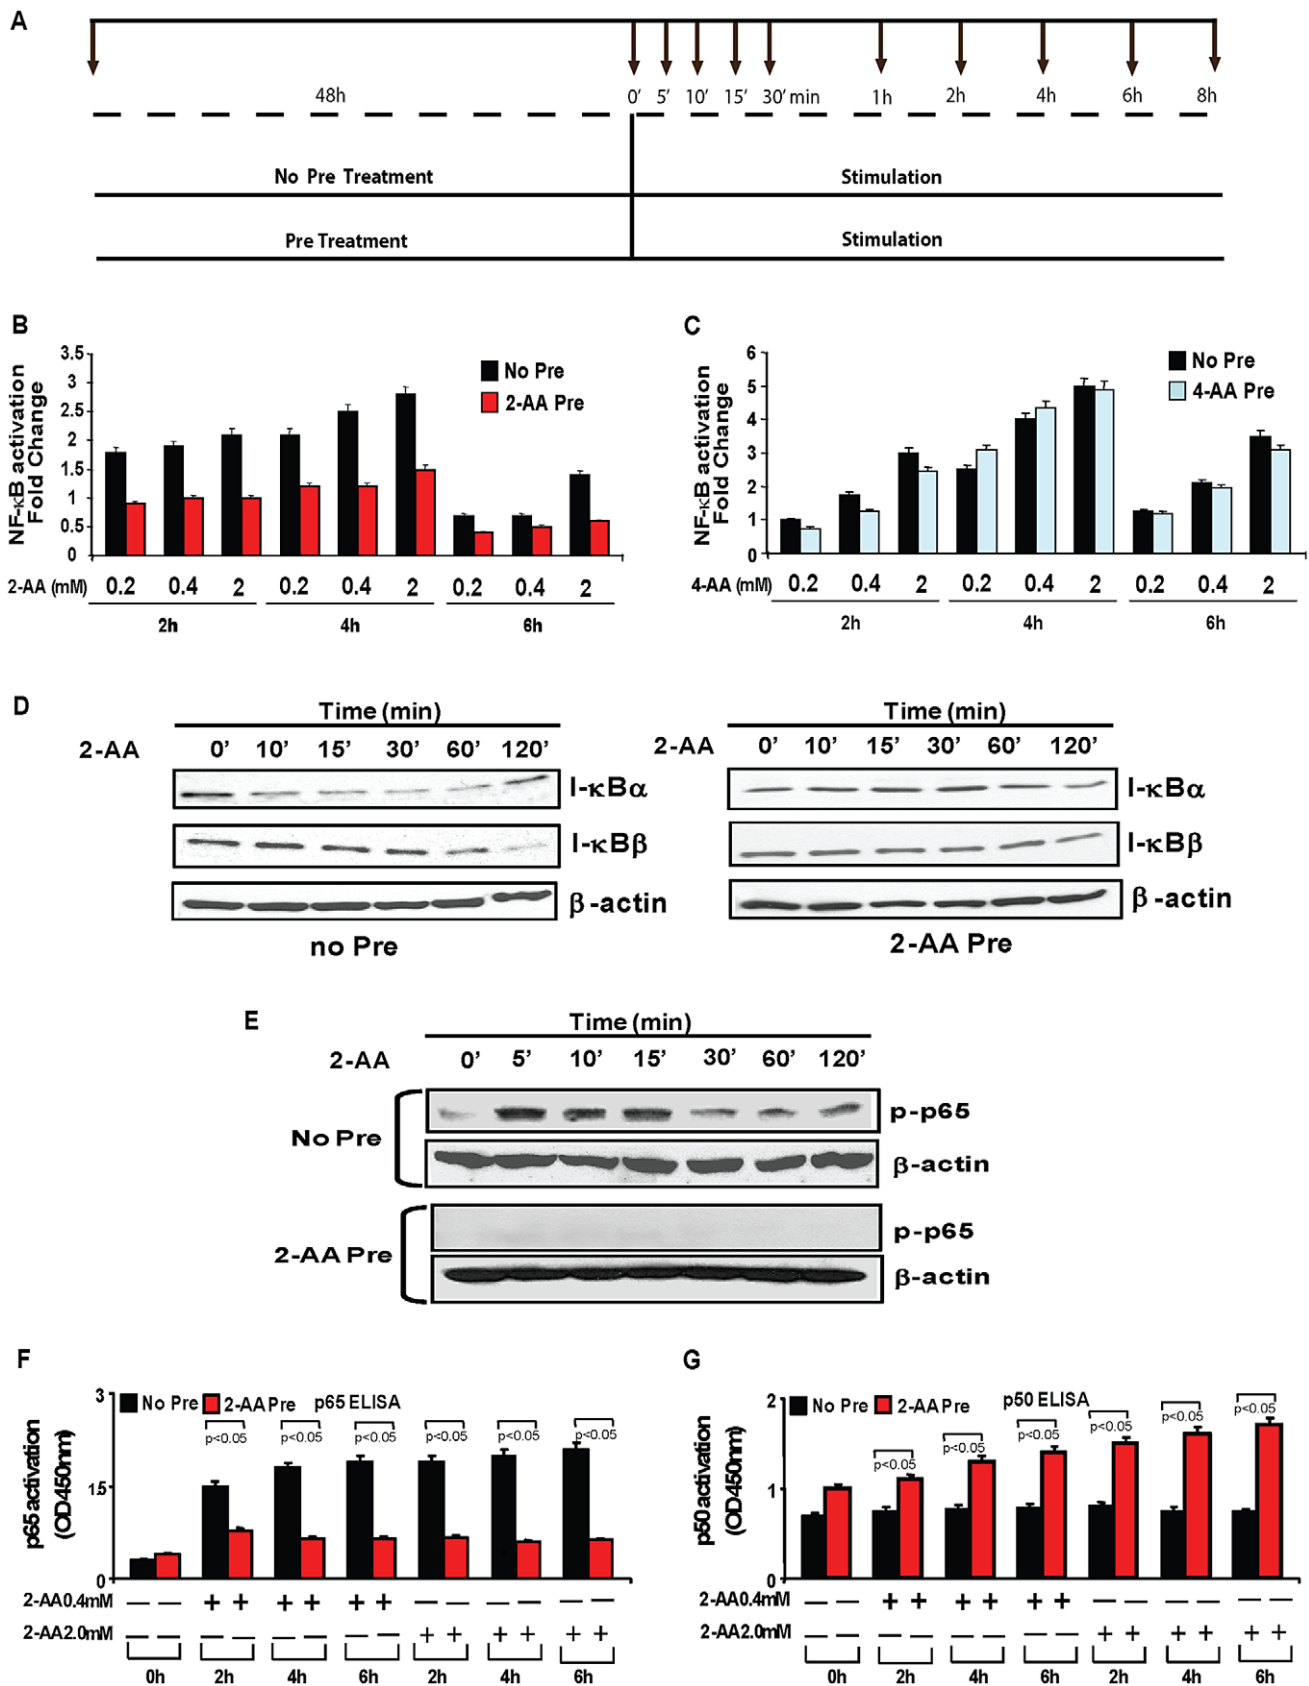 A
48h 0' 5' 10' 15' 30' min 1h 2h 4h 6h 8h
No Pre Treatment Stimulation
Pre Treatment Stimulation
B
NF-κB activation
Fold Change
3.5
3
2.5
2
1.5
1
0.5
0
No Pre
2-AA Pre
2-AA (mM) 0.2 0.4 2 0.2 0.4 2 0.2 0.4 2
2h 4h 6h
C
NF-κB activation
Fold Change
6
5
4
3
2
1
0
No Pre
4-AA Pre
4-AA (mM) 0.2 0.4 2 0.2 0.4 2 0.2 0.4 2
2h 4h 6h
D
Time (min)
2-AA 0' 10' 15' 30' 60' 120'
I-κBα
I-κBβ
β-actin
no Pre
Time (min)
2-AA 0' 10' 15' 30' 60' 120'
I-κBα
I-κBβ
β-actin
2-AA Pre
E
Time (min)
2-AA 0' 5' 10' 15' 30' 60' 120'
No Pre
p-p65
β-actin
2-AA Pre
p-p65
β-actin
F
p65 activation
(OD450nm)
3
1.5
0
No Pre 2-AA Pre p65 ELISA
p<0.05 p<0.05 p<0.05 p<0.05 p<0.05 p<0.05
2-AA0.4mM — — + + + + + + — — — — — —
2-AA2.0mM — — — — — — — — + + + + + +
0h 2h 4h 6h 2h 4h 6h
G
p50 activation
(OD450nm)
2
1
0
No Pre 2-AA Pre p50 ELISA
p<0.05 p<0.05 p<0.05 p<0.05 p<0.05 p<0.05
2-AA0.4mM — — + + + + + + — — — — — —
2-AA2.0mM — — — — — — — — + + + + + +
0h 2h 4h 6h 2h 4h 6h